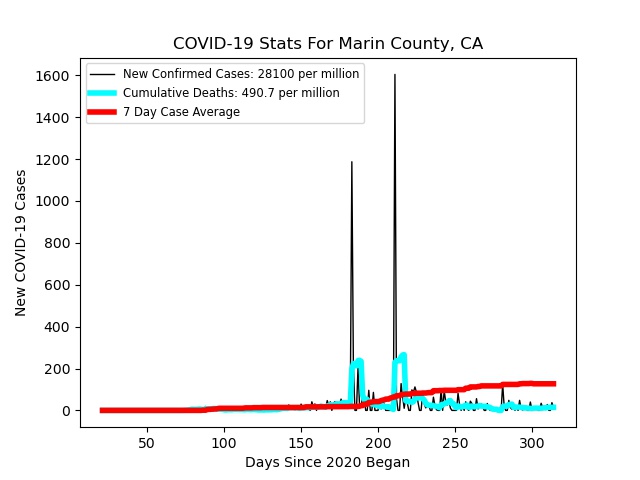 COVID-19 Stats For Marin County, CA
New Confirmed Cases: 28100 per million
Cumulative Deaths: 490.7 per million
7 Day Case Average
New COVID-19 Cases
1600
1400
1200
1000
800
600
400
200
0
50 100 150 200 250 300
Days Since 2020 Began